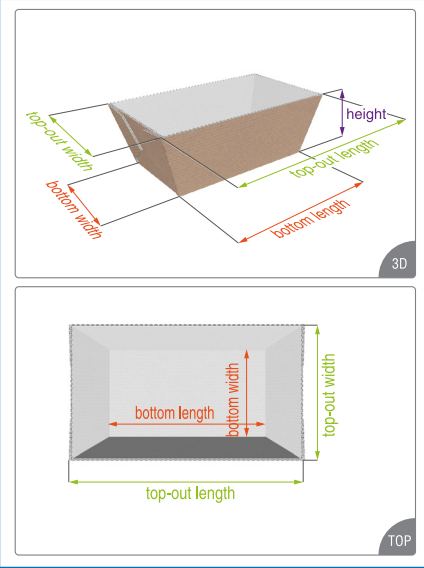 height
top-out width
top-out length
bottom width
bottom length
3D
bottom width
top-out width
bottom length
top-out length
TOP